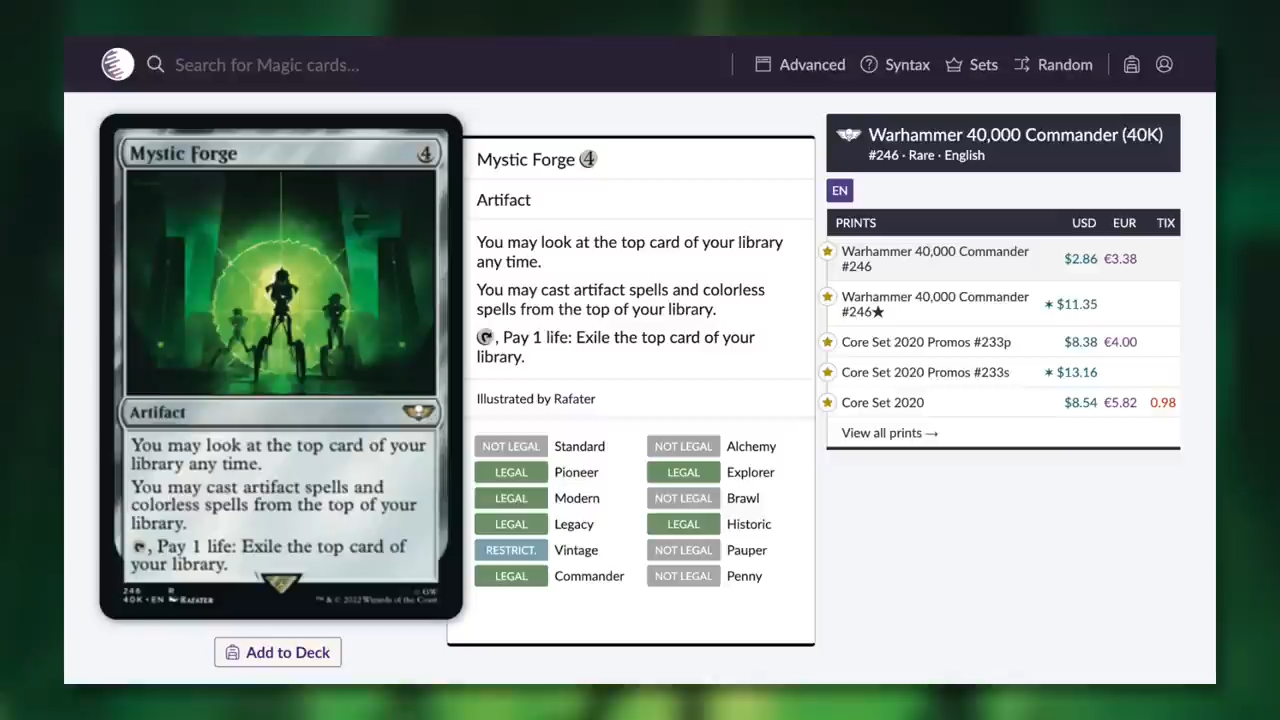 Search for Magic cards...
Advanced
Syntax
Sets
Random
Mystic Forge 4
Artifact
You may look at the top card of your
library any time.
You may cast artifact spells and
colorless spells from the top of your
library.
, Pay 1 life: Exile the top card of
your library.
246 R
40K • EN RAFATER
™ & © 2022 Wizards of the Coast
© GW
Add to Deck
Mystic Forge 4
Artifact
You may look at the top card of your library
any time.
You may cast artifact spells and colorless
spells from the top of your library.
, Pay 1 life: Exile the top card of your
library.
Illustrated by Rafater
NOT LEGAL Standard NOT LEGAL Alchemy
LEGAL Pioneer LEGAL Explorer
LEGAL Modern NOT LEGAL Brawl
LEGAL Legacy LEGAL Historic
RESTRICT. Vintage NOT LEGAL Pauper
LEGAL Commander NOT LEGAL Penny
Warhammer 40,000 Commander (40K)
#246 · Rare · English
EN
PRINTS USD EUR TIX
Warhammer 40,000 Commander
#246 $2.86 €3.38
Warhammer 40,000 Commander
#246★ ✶ $11.35
Core Set 2020 Promos #233p $8.38 €4.00
Core Set 2020 Promos #233s ✶ $13.16
Core Set 2020 $8.54 €5.82 0.98
View all prints →